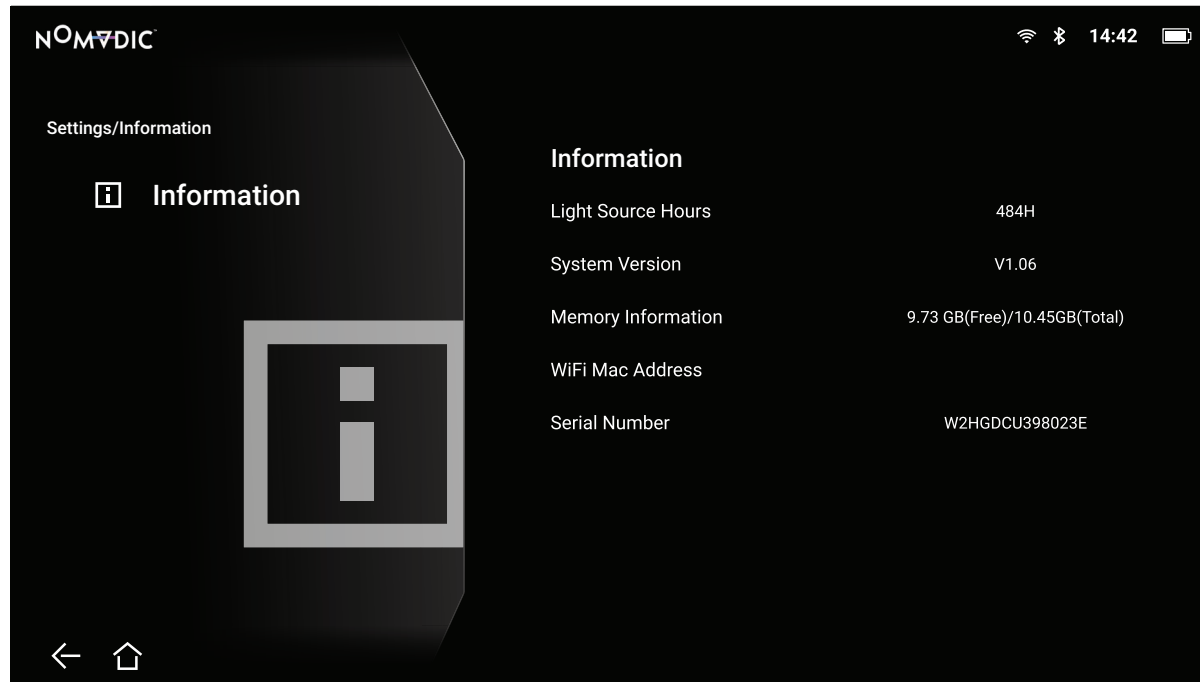 NOMADIC™
14:42
Settings/Information
Information
Information
Light Source Hours 484H
System Version V1.06
Memory Information 9.73 GB(Free)/10.45GB(Total)
WiFi Mac Address
Serial Number W2HGDCU398023E